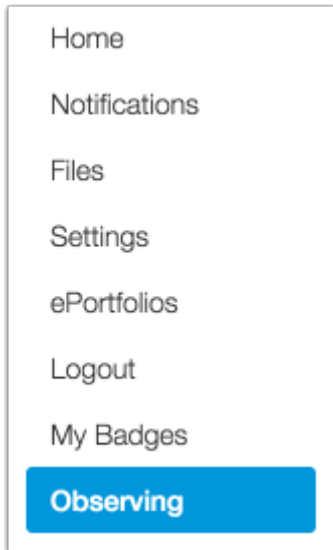 Home
Notifications
Files
Settings
ePortfolios
Logout
My Badges
Observing